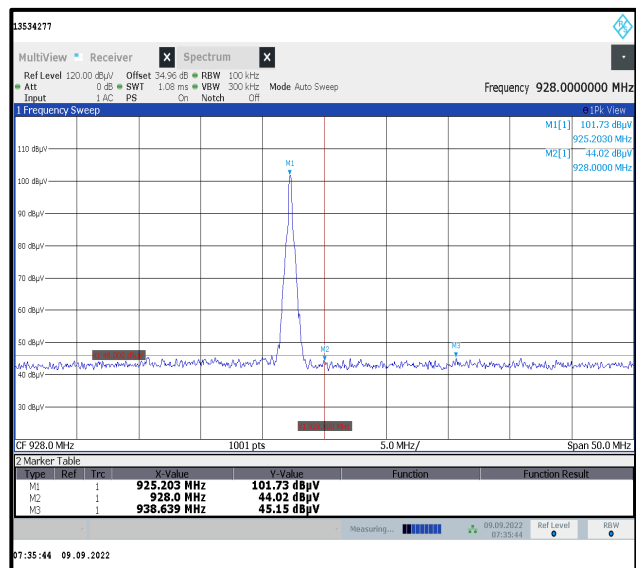 13534277
MultiView Receiver X Spectrum X
Ref Level 120.00 dBµV Offset 34.96 dB RBW 100 kHz
Att 0 dB SWT 1.08 ms VBW 300 kHz Mode Auto Sweep Frequency 928.0000000 MHz
Input 1 AC PS On Notch Off
1 Frequency Sweep 1Pk View
M1[1] 101.73 dBµV
925.2030 MHz
M2[1] 44.02 dBµV
928.0000 MHz
110 dBµV
M1
100 dBµV
90 dBµV
80 dBµV
70 dBµV
60 dBµV
50 dBµV
M2 M3
40 dBµV
30 dBµV
CF 928.0 MHz 1001 pts 5.0 MHz/ Span 50.0 MHz
2 Marker Table
Type Ref Trc X-Value Y-Value Function Function Result
M1 1 925.203 MHz 101.73 dBµV
M2 1 928.0 MHz 44.02 dBµV
M3 1 938.639 MHz 45.15 dBµV
Measuring... 09.09.2022 07:35:44 Ref Level RBW
07:35:44 09.09.2022